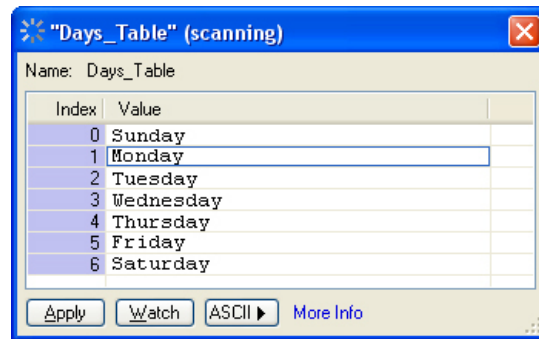 "Days_Table" (scanning)
Name: Days_Table
Index Value
0 Sunday
1 Monday
2 Tuesday
3 Wednesday
4 Thursday
5 Friday
6 Saturday
Apply Watch ASCII More Info